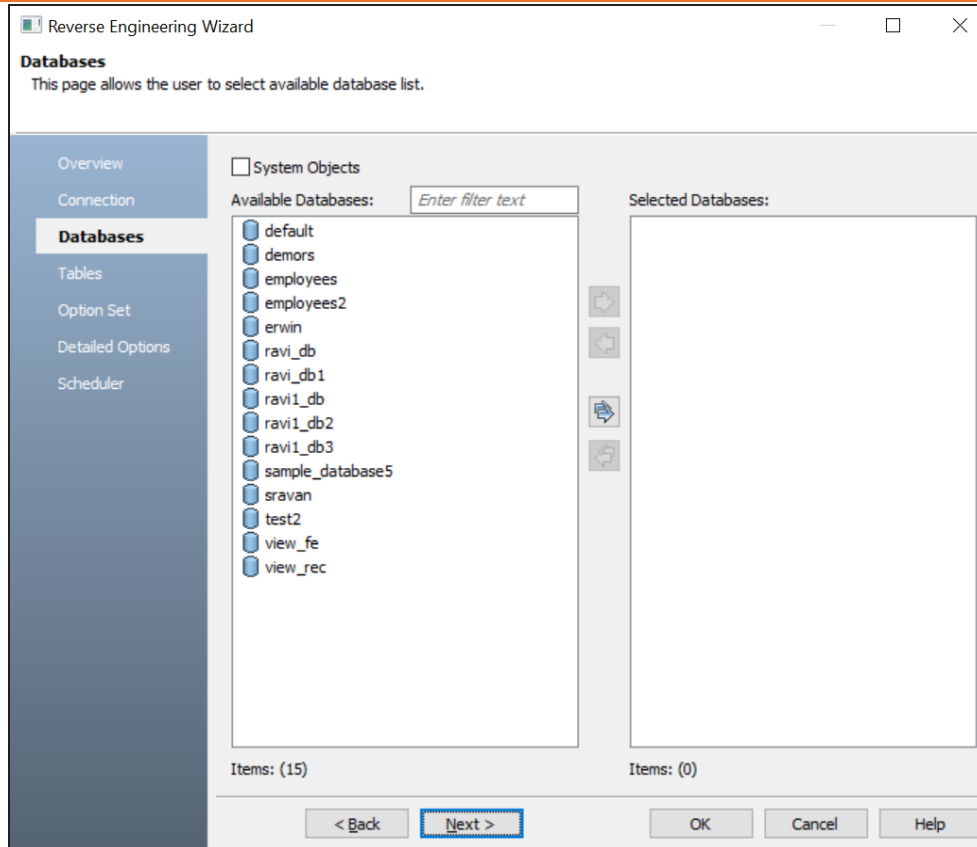 Reverse Engineering Wizard
Databases
This page allows the user to select available database list.
Overview
Connection
Databases
Tables
Option Set
Detailed Options
Scheduler
System Objects
Available Databases:
Enter filter text
default
demors
employees
employees2
erwin
ravi_db
ravi_db1
ravi1_db
ravi1_db2
ravi1_db3
sample_database5
sravan
test2
view_fe
view_rec
Items: (15)
Selected Databases:
Items: (0)
< Back
Next >
OK
Cancel
Help